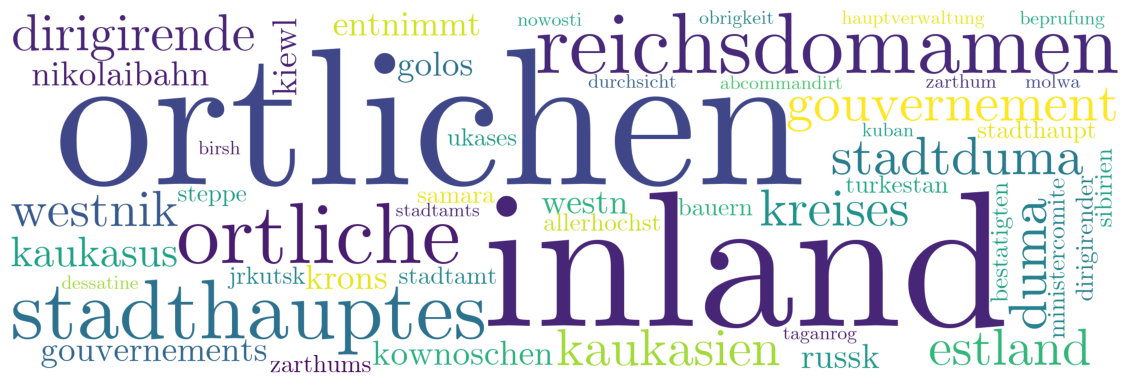 dirigirende
kiewl
entnimmt
nowosti
obrigkeit
hauptverwaltung
beprufung
nikolaibahn
golos
reichsdomamen
durchsicht
abcommandirt
zarthum
molwa
ortlichen
gouvernement
birsh
ukases
kuban
stadthaupt
stadtduma
steppe
samara
turkestan
westnik
stadtamts
westn
bauern
kreises
allerhochst
ortliche
inland
kaukasus
bestatigten
duma
ministercomite
dirigirender
sibirien
dessatine
jrkutsk
krons
stadtamt
stadthauptes
gouvernements
zarthums
kownoschen
kaukasien
taganrog
russk
estland